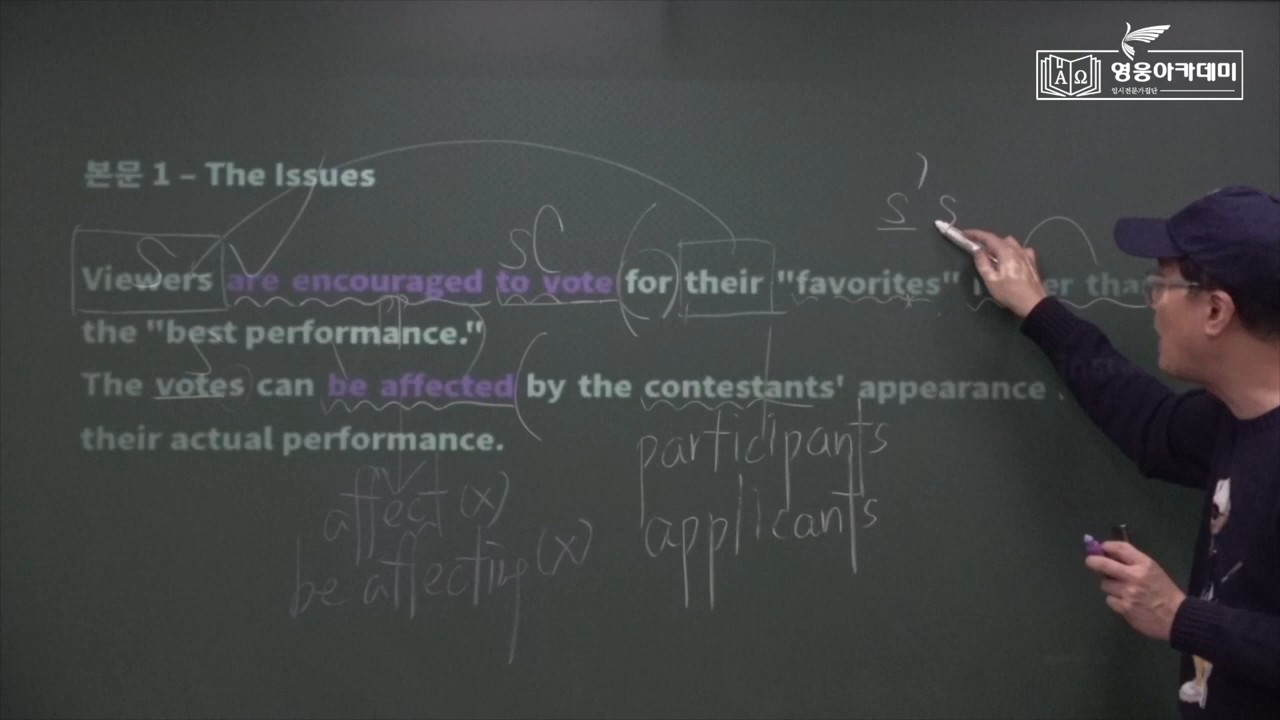 영웅아카데미
입시전문가집단
본문 1 – The Issues
s's
S SC
Viewers are encouraged to vote for their "favorites" rather than
the "best performance."
S
The votes can be affected by the contestants' appearance
their actual performance.
participants
affect (x)
applicants
be affecting (x)